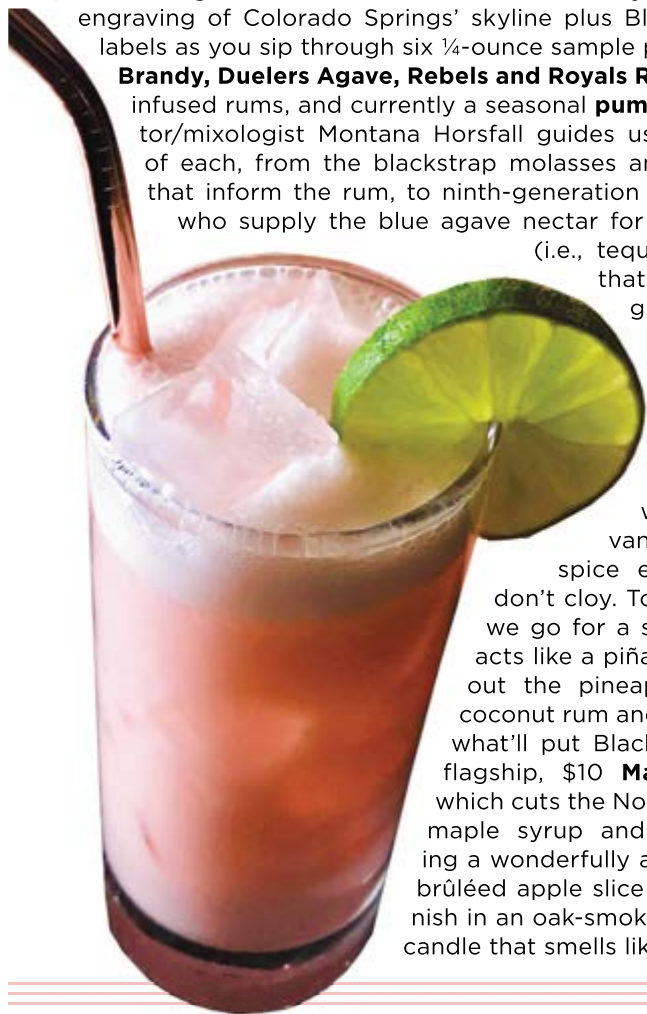 engraving of Colorado Springs’ skyline plus Bl
labels as you sip through six ¼-ounce sample p
Brandy, Duelers Agave, Rebels and Royals R
infused rums, and currently a seasonal pum
tor/mixologist Montana Horsfall guides us
of each, from the blackstrap molasses an
that inform the rum, to ninth-generation
who supply the blue agave nectar for
(i.e., tequ
that
g
w
van
spice e
don’t cloy. To
we go for a s
acts like a piña
out the pineap
coconut rum and
what’ll put Black
flagship, $10 Ma
which cuts the No
maple syrup and
ing a wonderfully a
brûléed apple slice
nish in an oak-smok
candle that smells lik